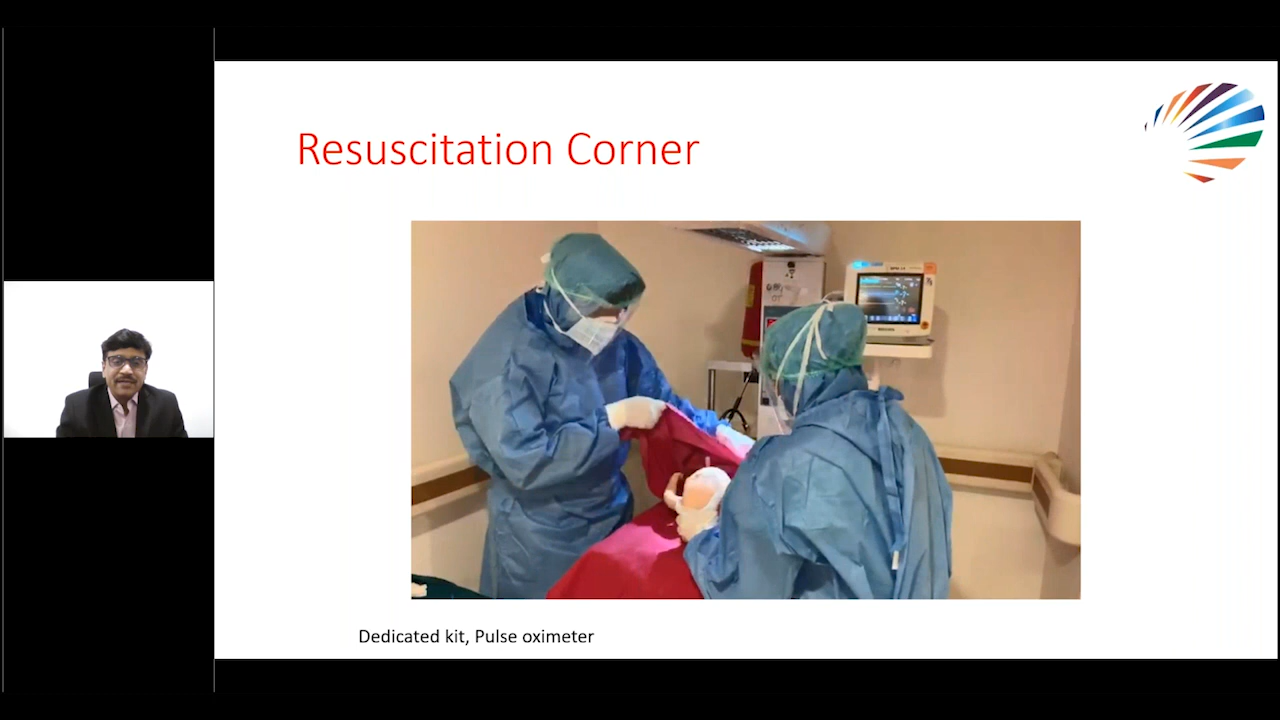 Resuscitation Corner
Dedicated kit, Pulse oximeter